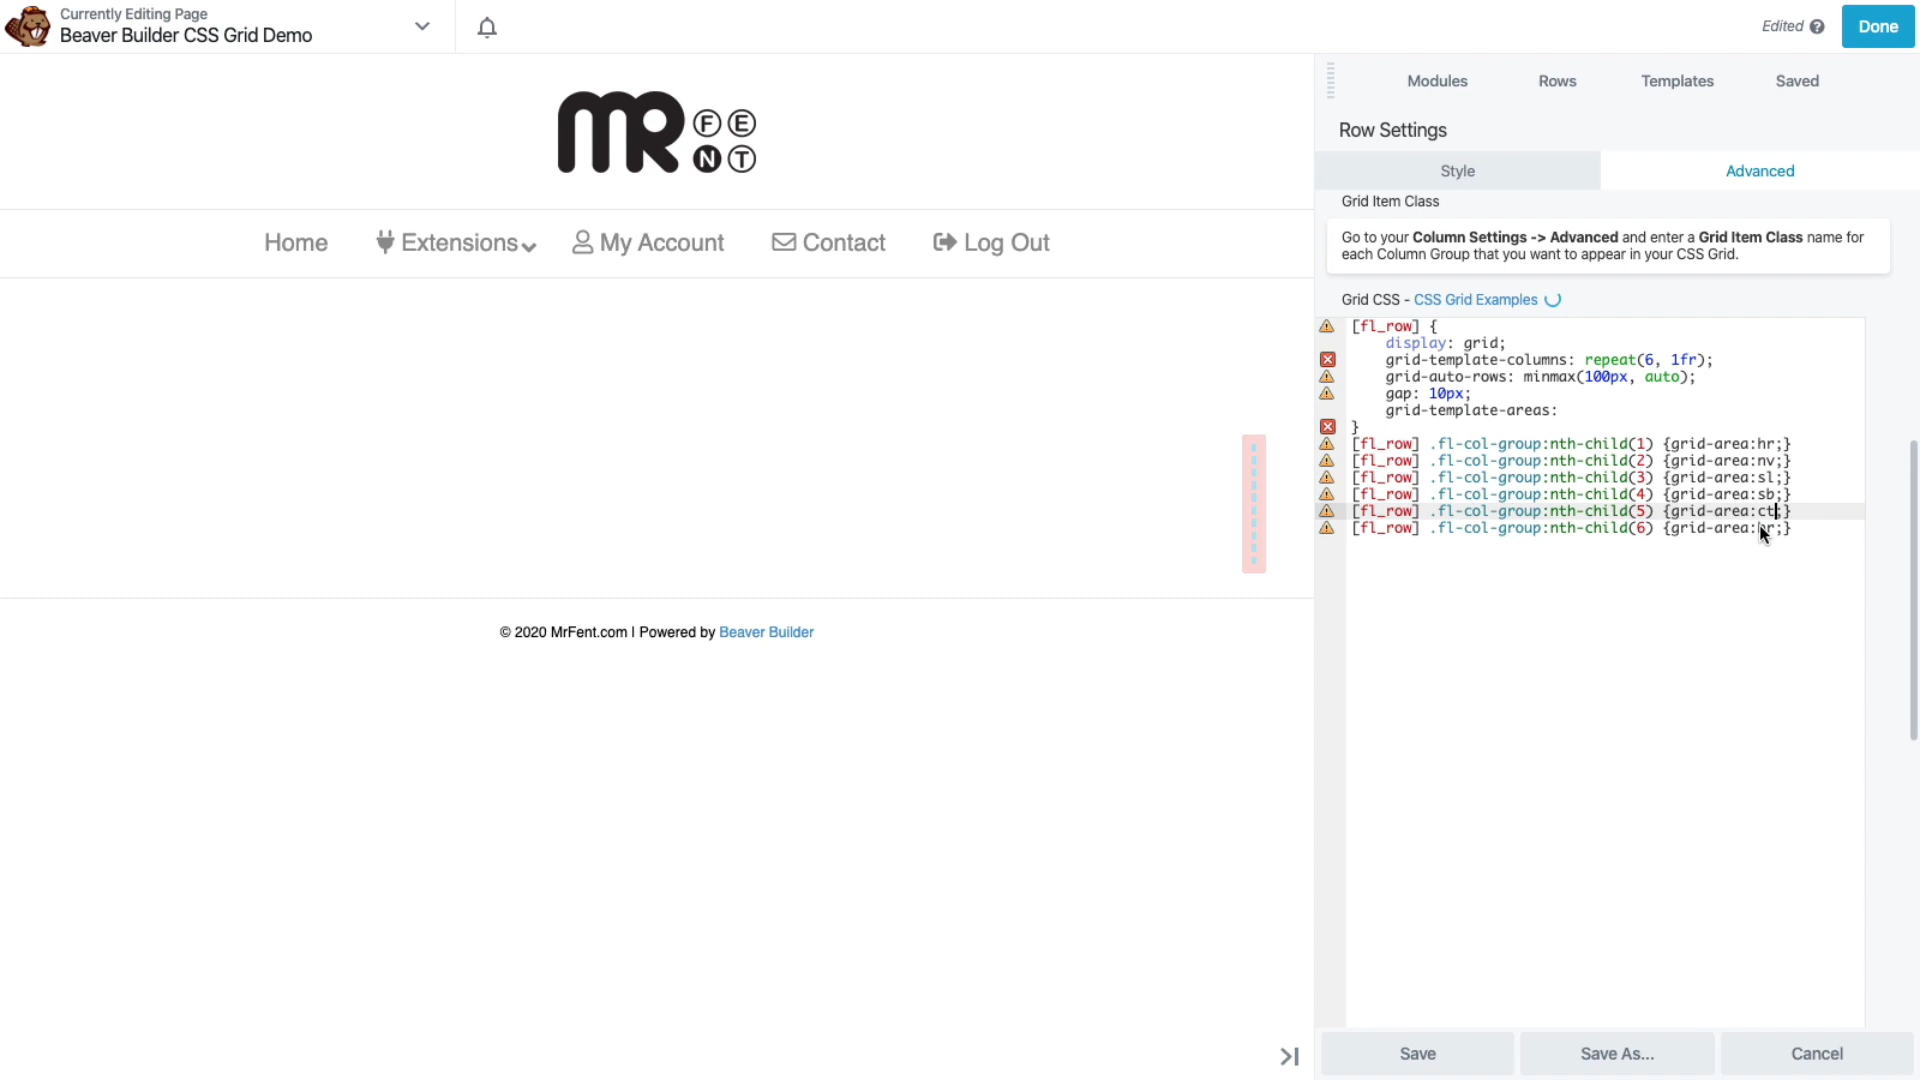 Currently Editing Page
Beaver Builder CSS Grid Demo
Edited ?
Done
MR F E
N T
Home
Extensions
My Account
Contact
Log Out
© 2020 MrFent.com | Powered by Beaver Builder
Modules
Rows
Templates
Saved
Row Settings
Style
Advanced
Grid Item Class
Go to your Column Settings -> Advanced and enter a Grid Item Class name for
each Column Group that you want to appear in your CSS Grid.
Grid CSS - CSS Grid Examples
[fl_row] {
display: grid;
grid-template-columns: repeat(6, 1fr);
grid-auto-rows: minmax(100px, auto);
gap: 10px;
grid-template-areas:
}
[fl_row] .fl-col-group:nth-child(1) {grid-area:hr;}
[fl_row] .fl-col-group:nth-child(2) {grid-area:nv;}
[fl_row] .fl-col-group:nth-child(3) {grid-area:sl;}
[fl_row] .fl-col-group:nth-child(4) {grid-area:sb;}
[fl_row] .fl-col-group:nth-child(5) {grid-area:ct;}
[fl_row] .fl-col-group:nth-child(6) {grid-area:hr;}
Save
Save As...
Cancel